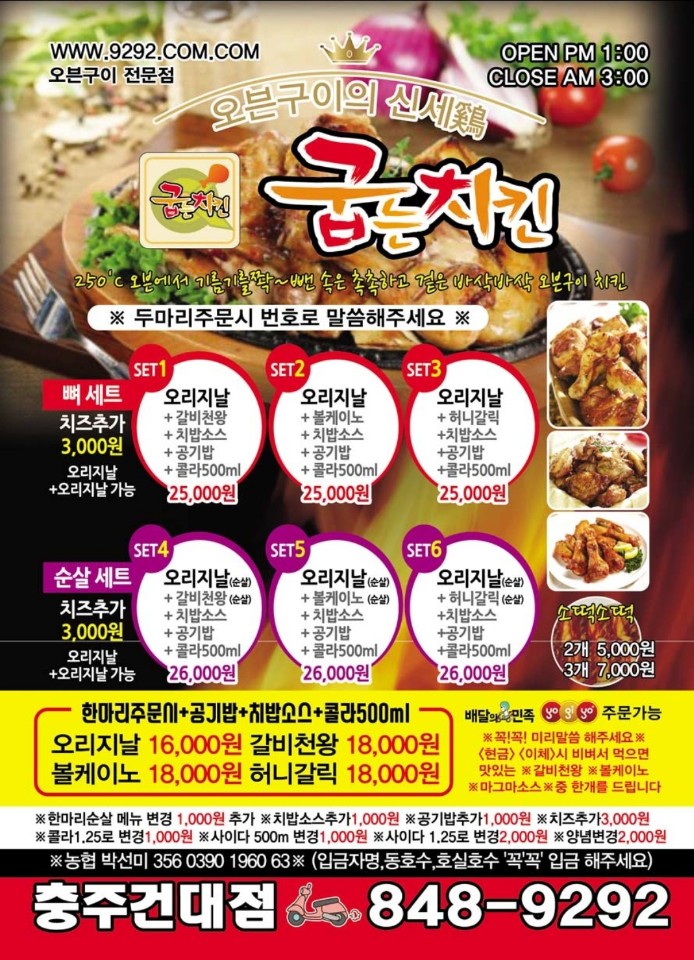 WWW.9292.COM.COM
오븐구이 전문점
OPEN PM 1:00
CLOSE AM 3:00
오븐구이의 신세鷄
굽는치킨
굽는치킨
250°C 오븐에서 기름기를쫙~뺀 속은 촉촉하고 겉은 바삭바삭 오븐구이 치킨
※ 두마리주문시 번호로 말씀해주세요 ※
뼈 세트
치즈추가
3,000원
오리지날
+오리지날 가능
SET1
오리지날
+ 갈비천왕
+ 치밥소스
+ 공기밥
+ 콜라500ml
25,000원
SET2
오리지날
+ 볼케이노
+ 치밥소스
+ 공기밥
+ 콜라500ml
25,000원
SET3
오리지날
+ 허니갈릭
+치밥소스
+공기밥
+콜라500ml
25,000원
순살 세트
치즈추가
3,000원
오리지날
+오리지날 가능
SET4
오리지날(순살)
+ 갈비천왕 (순살)
+ 치밥소스
+ 공기밥
+ 콜라500ml
26,000원
SET5
오리지날(순살)
+ 볼케이노 (순살)
+ 치밥소스
+ 공기밥
+ 콜라500ml
26,000원
SET6
오리지날(순살)
+ 허니갈릭 (순살)
+치밥소스
+공기밥
+콜라500ml
26,000원
소떡소떡
2개 5,000원
3개 7,000원
한마리주문시+공기밥+치밥소스+콜라500ml
오리지날 16,000원 갈비천왕 18,000원
볼케이노 18,000원 허니갈릭 18,000원
배달의민족 yo gi yo 주문가능
※꼭!꼭! 미리말씀 해주세요※
〈현금〉 〈이체〉시 비벼서 먹으면
맛있는 ※갈비천왕 ※볼케이노
※마그마소스※중 한개를 드립니다
※한마리순살 메뉴 변경 1,000원 추가 ※치밥소스추가1,000원 ※공기밥추가1,000원 ※치즈추가3,000원
※콜라1.25로 변경1,000원 ※사이다 500m 변경1,000원 ※사이다 1.25로 변경2,000원 ※양념변경2,000원
※농협 박선미 356 0390 1960 63※ (입금자명,동호수,호실호수 '꼭'꼭' 입금 해주세요)
충주건대점 848-9292